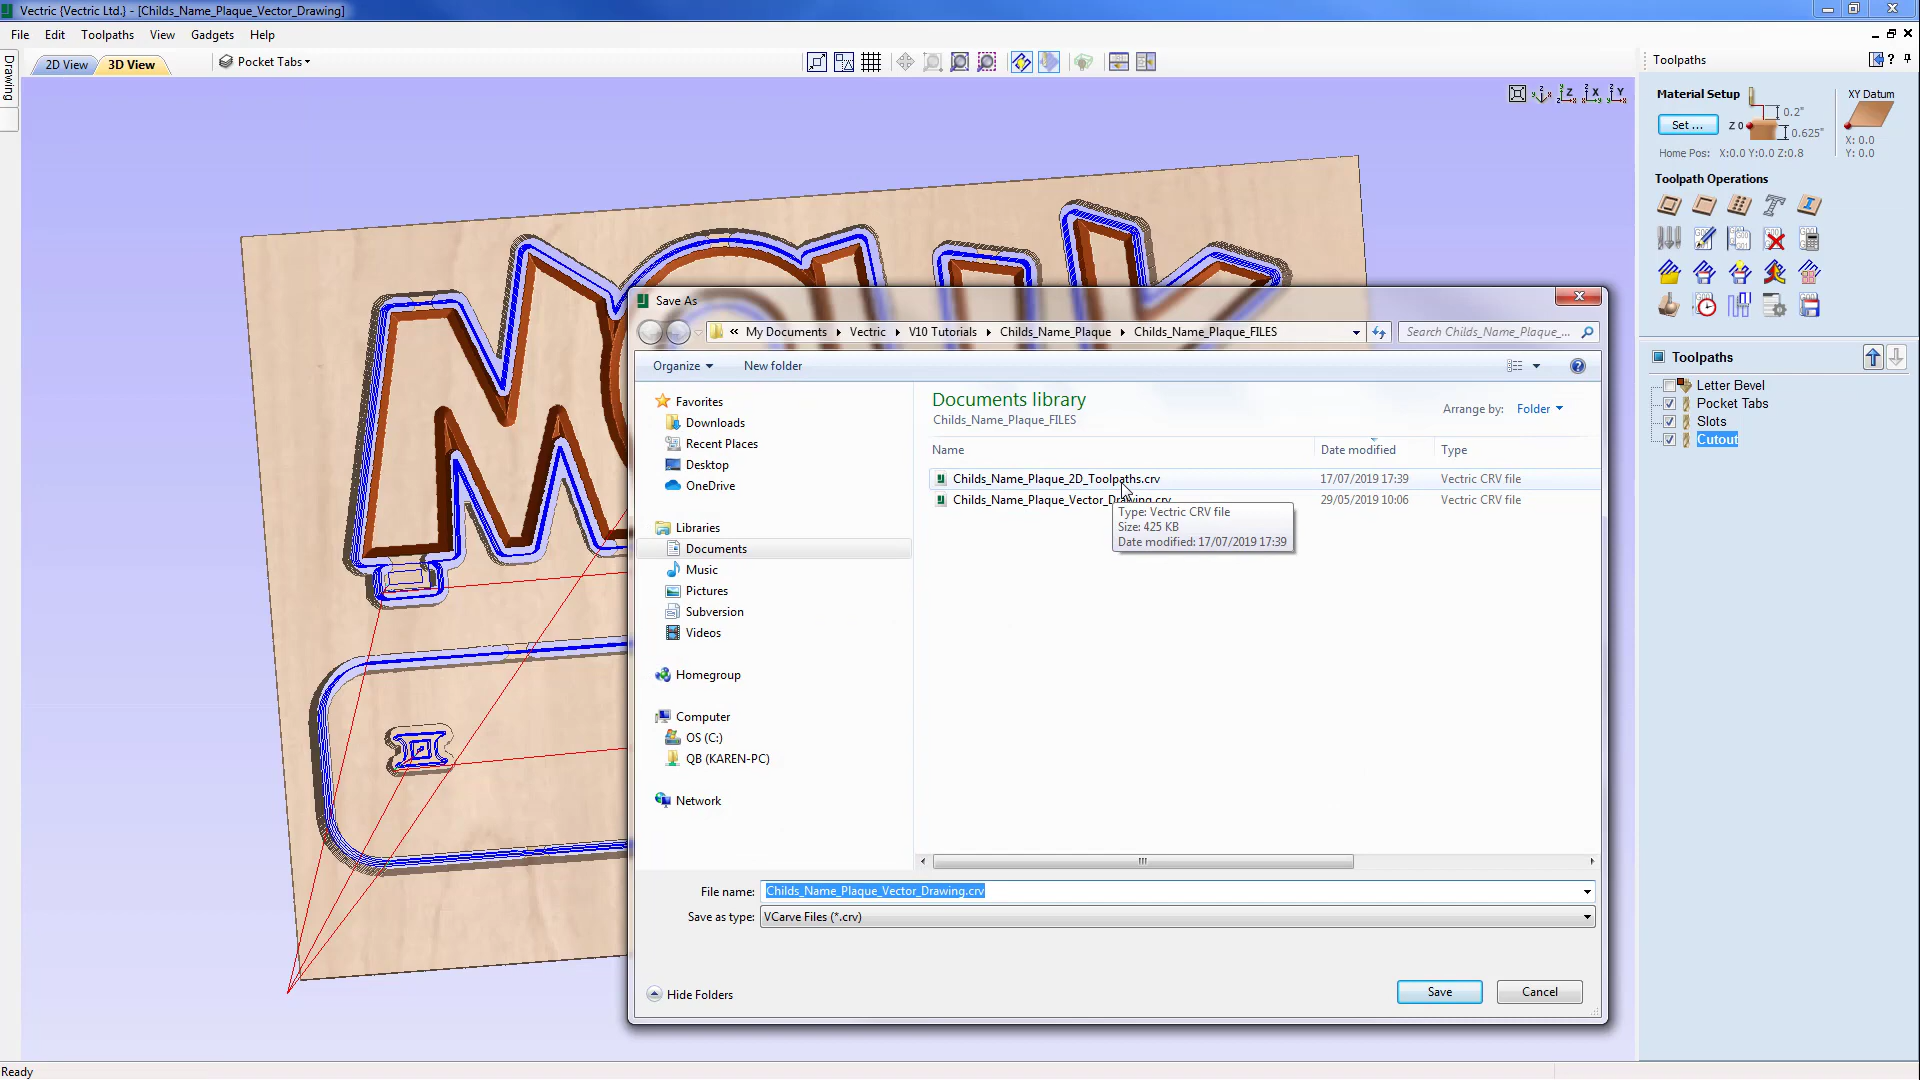 Vectric {Vectric Ltd.} - [Childs_Name_Plaque_Vector_Drawing]
File Edit Toolpaths View Gadgets Help
Drawing
2D View 3D View Pocket Tabs
Toolpaths
Material Setup
Set ...
Z 0
0.2"
0.625"
XY Datum
X: 0.0
Y: 0.0
Home Pos: X:0.0 Y:0.0 Z:0.8
Toolpath Operations
Toolpaths
Letter Bevel
Pocket Tabs
Slots
Cutout
Save As
« My Documents Vectric V10 Tutorials Childs_Name_Plaque Childs_Name_Plaque_FILES
Search Childs_Name_Plaque_...
Organize New folder
Favorites
Downloads
Recent Places
Desktop
OneDrive
Libraries
Documents
Music
Pictures
Subversion
Videos
Homegroup
Computer
OS (C:)
QB (KAREN-PC)
Network
Documents library
Childs_Name_Plaque_FILES
Arrange by: Folder
Name Date modified Type
Childs_Name_Plaque_2D_Toolpaths.crv 17/07/2019 17:39 Vectric CRV file
Childs_Name_Plaque_Vector_Drawing.crv 29/05/2019 10:06 Vectric CRV file
Type: Vectric CRV file
Size: 425 KB
Date modified: 17/07/2019 17:39
File name: Childs_Name_Plaque_Vector_Drawing.crv
Save as type: VCarve Files (*.crv)
Hide Folders
Save Cancel
Ready